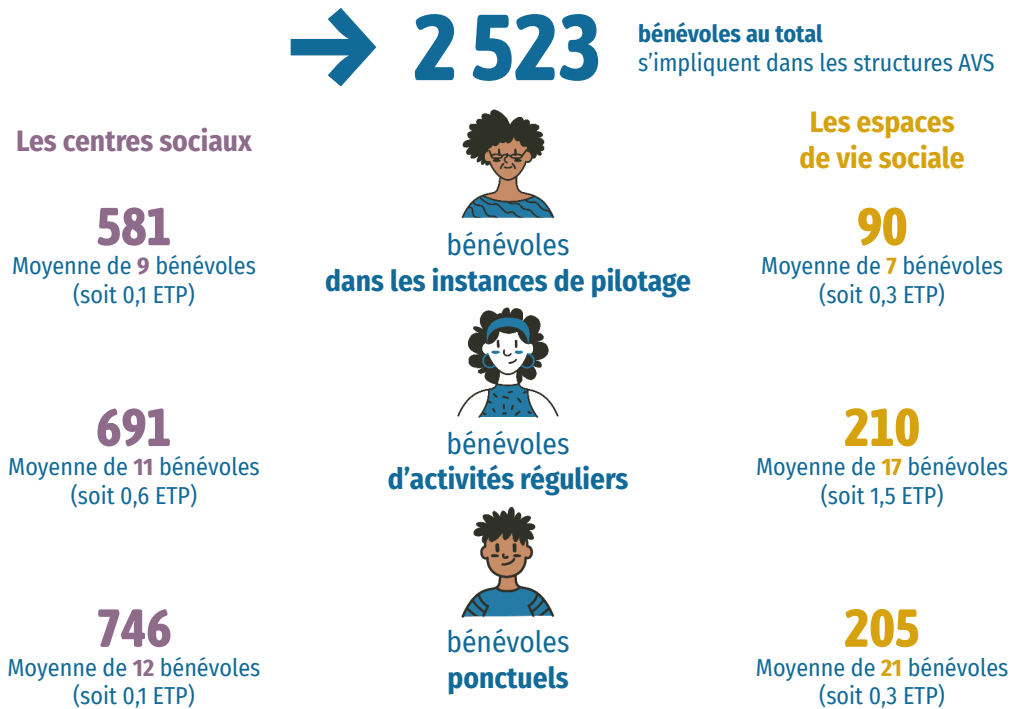 2 523
bénévoles au total
s'impliquent dans les structures AVS
Les centres sociaux
Les espaces
de vie sociale
581
Moyenne de 9 bénévoles
(soit 0,1 ETP)
bénévoles
dans les instances de pilotage
90
Moyenne de 7 bénévoles
(soit 0,3 ETP)
691
Moyenne de 11 bénévoles
(soit 0,6 ETP)
bénévoles
d'activités réguliers
210
Moyenne de 17 bénévoles
(soit 1,5 ETP)
746
Moyenne de 12 bénévoles
(soit 0,1 ETP)
bénévoles
ponctuels
205
Moyenne de 21 bénévoles
(soit 0,3 ETP)